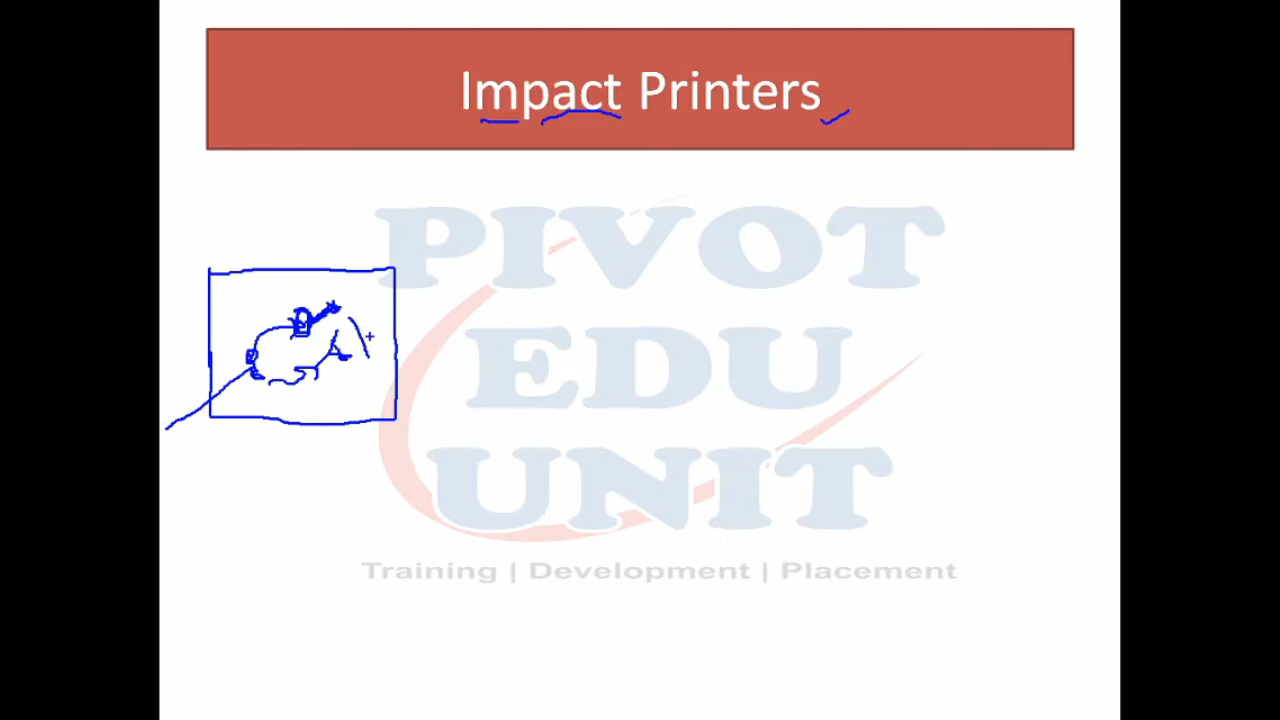 Impact Printers
PIVOT
EDU
UNIT
Training | Development | Placement